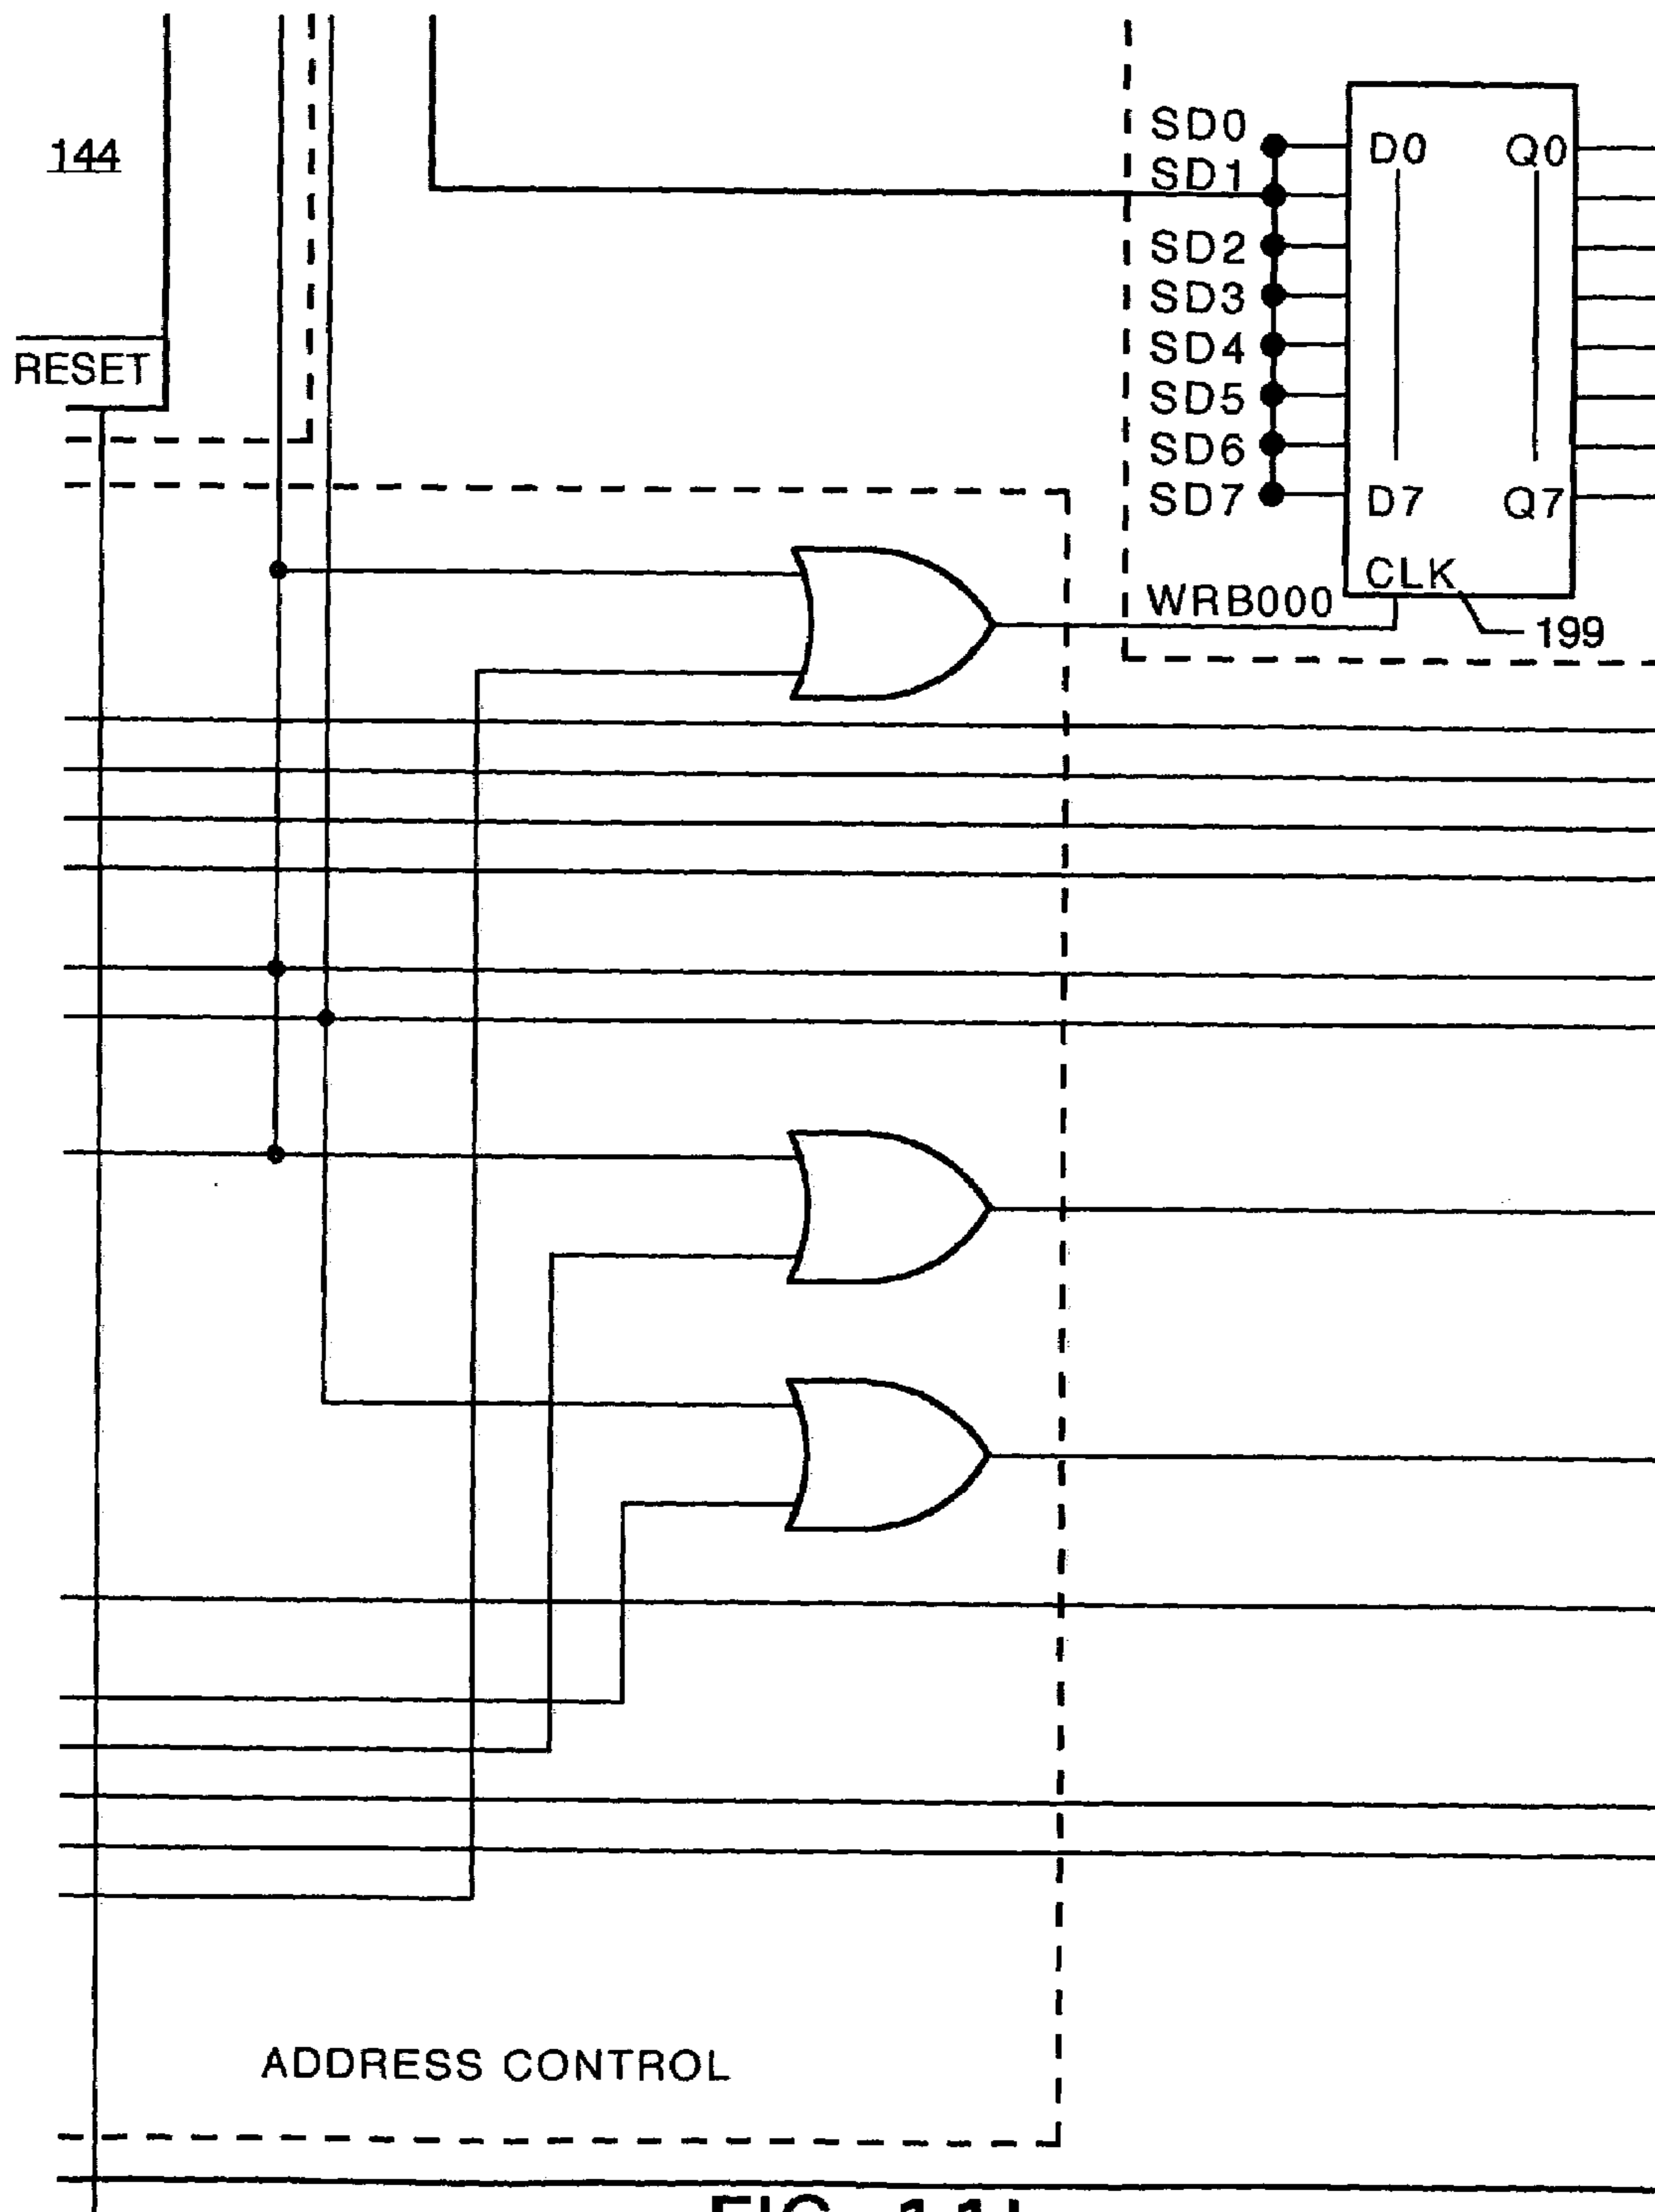 144
RESET
SD0
SD1
SD2
SD3
SD4
SD5
SD6
SD7
D0 Q0
D7 Q7
CLK
WRB000
199
ADDRESS CONTROL